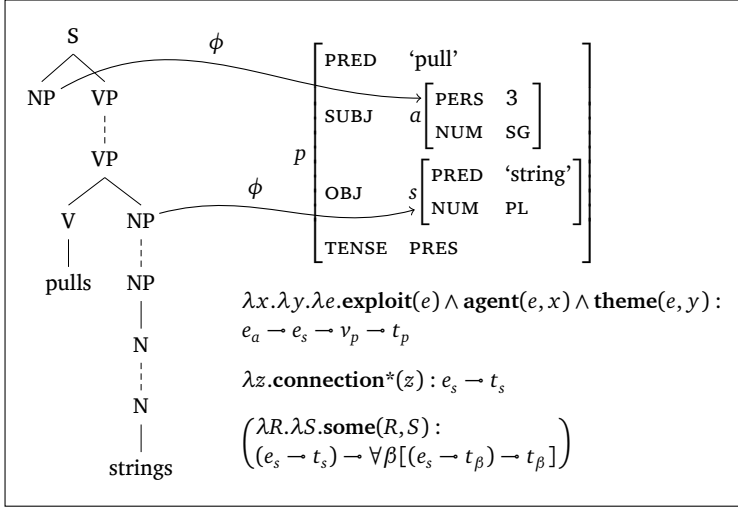 S
NP VP
ϕ
VP
V NP
ϕ
pulls NP
N
N
strings
p
PRED ‘pull’
SUBJ a [PERS 3
NUM SG]
OBJ s [PRED ‘string’
NUM PL]
TENSE PRES
λx.λy.λe.exploit(e) ∧ agent(e, x) ∧ theme(e, y) :
e_a ⊸ e_s ⊸ v_p ⊸ t_p
λz.connection*(z) : e_s ⊸ t_s
(λR.λS.some(R, S) :
(e_s ⊸ t_s) ⊸ ∀β[(e_s ⊸ t_β) ⊸ t_β])